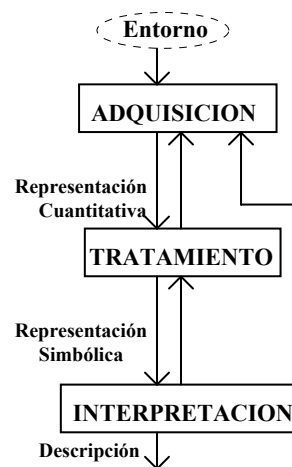 Entorno
ADQUISICION
Representación
Cuantitativa
TRATAMIENTO
Representación
Simbólica
INTERPRETACION
Descripción